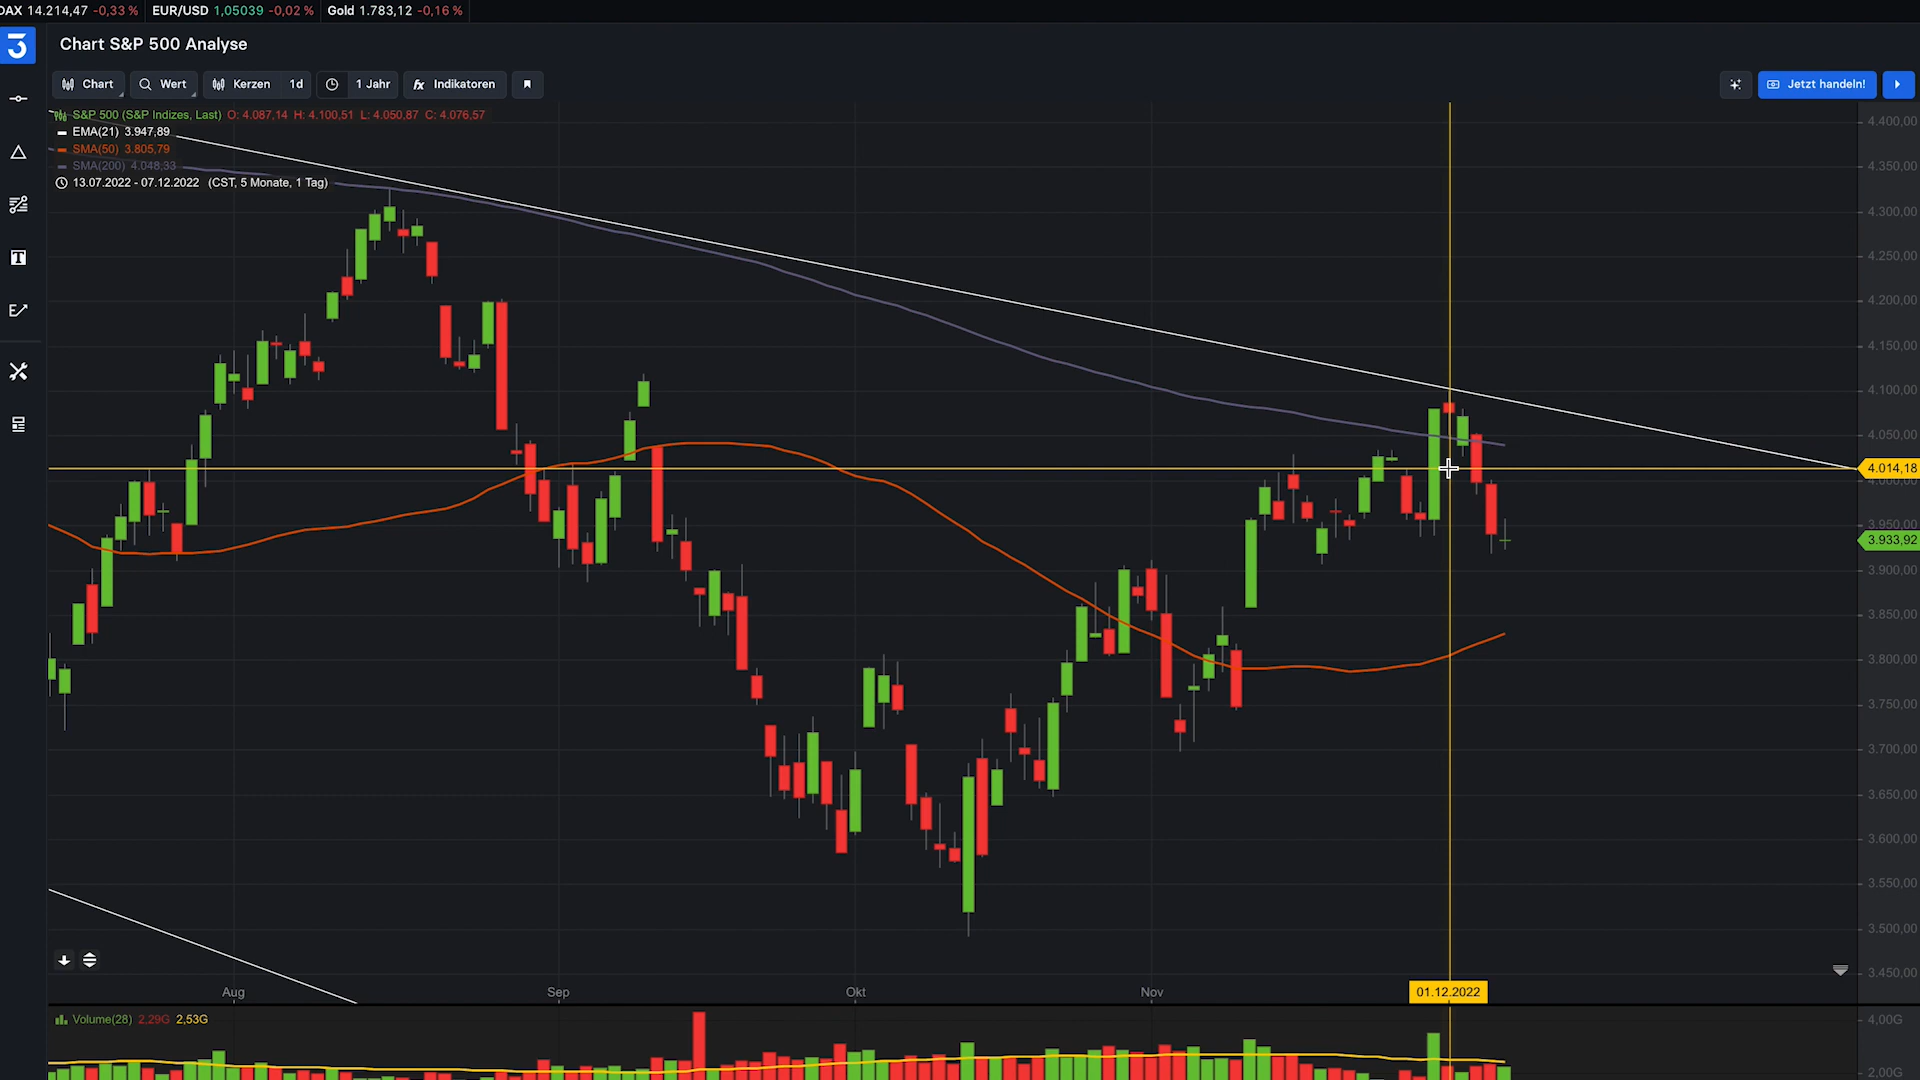 DAX 14.214,47 -0,33 % EUR/USD 1,05039 -0,02 % Gold 1.783,12 -0,16 %
Chart S&P 500 Analyse
Chart Wert Kerzen 1d 1 Jahr fx Indikatoren Jetzt handeln!
S&P 500 (S&P Indizes, Last) O: 4.087,14 H: 4.100,51 L: 4.050,87 C: 4.076,57
EMA(21) 3.947,89
SMA(50) 3.805,79
SMA(200) 4.048,33
13.07.2022 - 07.12.2022 (CST, 5 Monate, 1 Tag)
4.400,00
4.350,00
4.300,00
4.250,00
4.200,00
4.150,00
4.100,00
4.050,00
4.014,18
4.000,00
3.950,00
3.933,92
3.900,00
3.850,00
3.800,00
3.750,00
3.700,00
3.650,00
3.600,00
3.550,00
3.500,00
3.450,00
Aug Sep Okt Nov 01.12.2022
Volume(28) 2,29G 2,53G
4,00G
2,00G